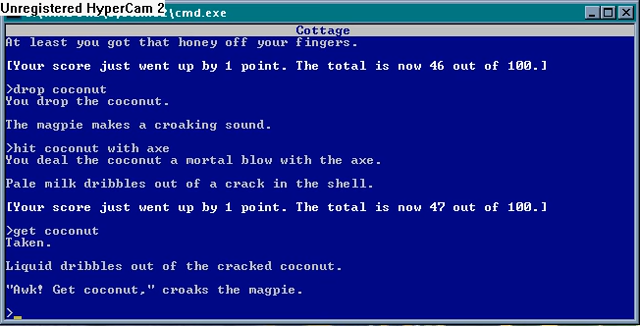 Unregistered HyperCam 2
cmd.exe
Cottage
At least you got that honey off your fingers.
[Your score just went up by 1 point. The total is now 46 out of 100.]
>drop coconut
You drop the coconut.
The magpie makes a croaking sound.
>hit coconut with axe
You deal the coconut a mortal blow with the axe.
Pale milk dribbles out of a crack in the shell.
[Your score just went up by 1 point. The total is now 47 out of 100.]
>get coconut
Taken.
Liquid dribbles out of the cracked coconut.
"Awk! Get coconut," croaks the magpie.
>_